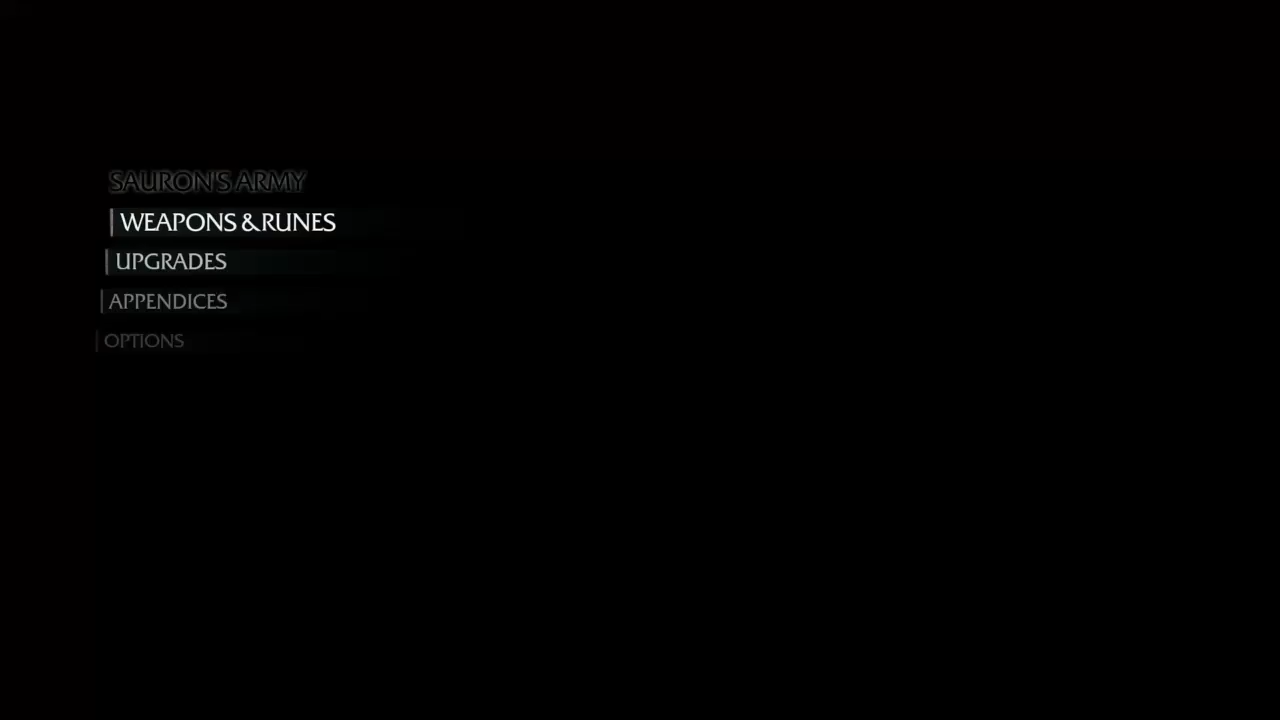 SAURON'S ARMY
WEAPONS & RUNES
UPGRADES
APPENDICES
OPTIONS